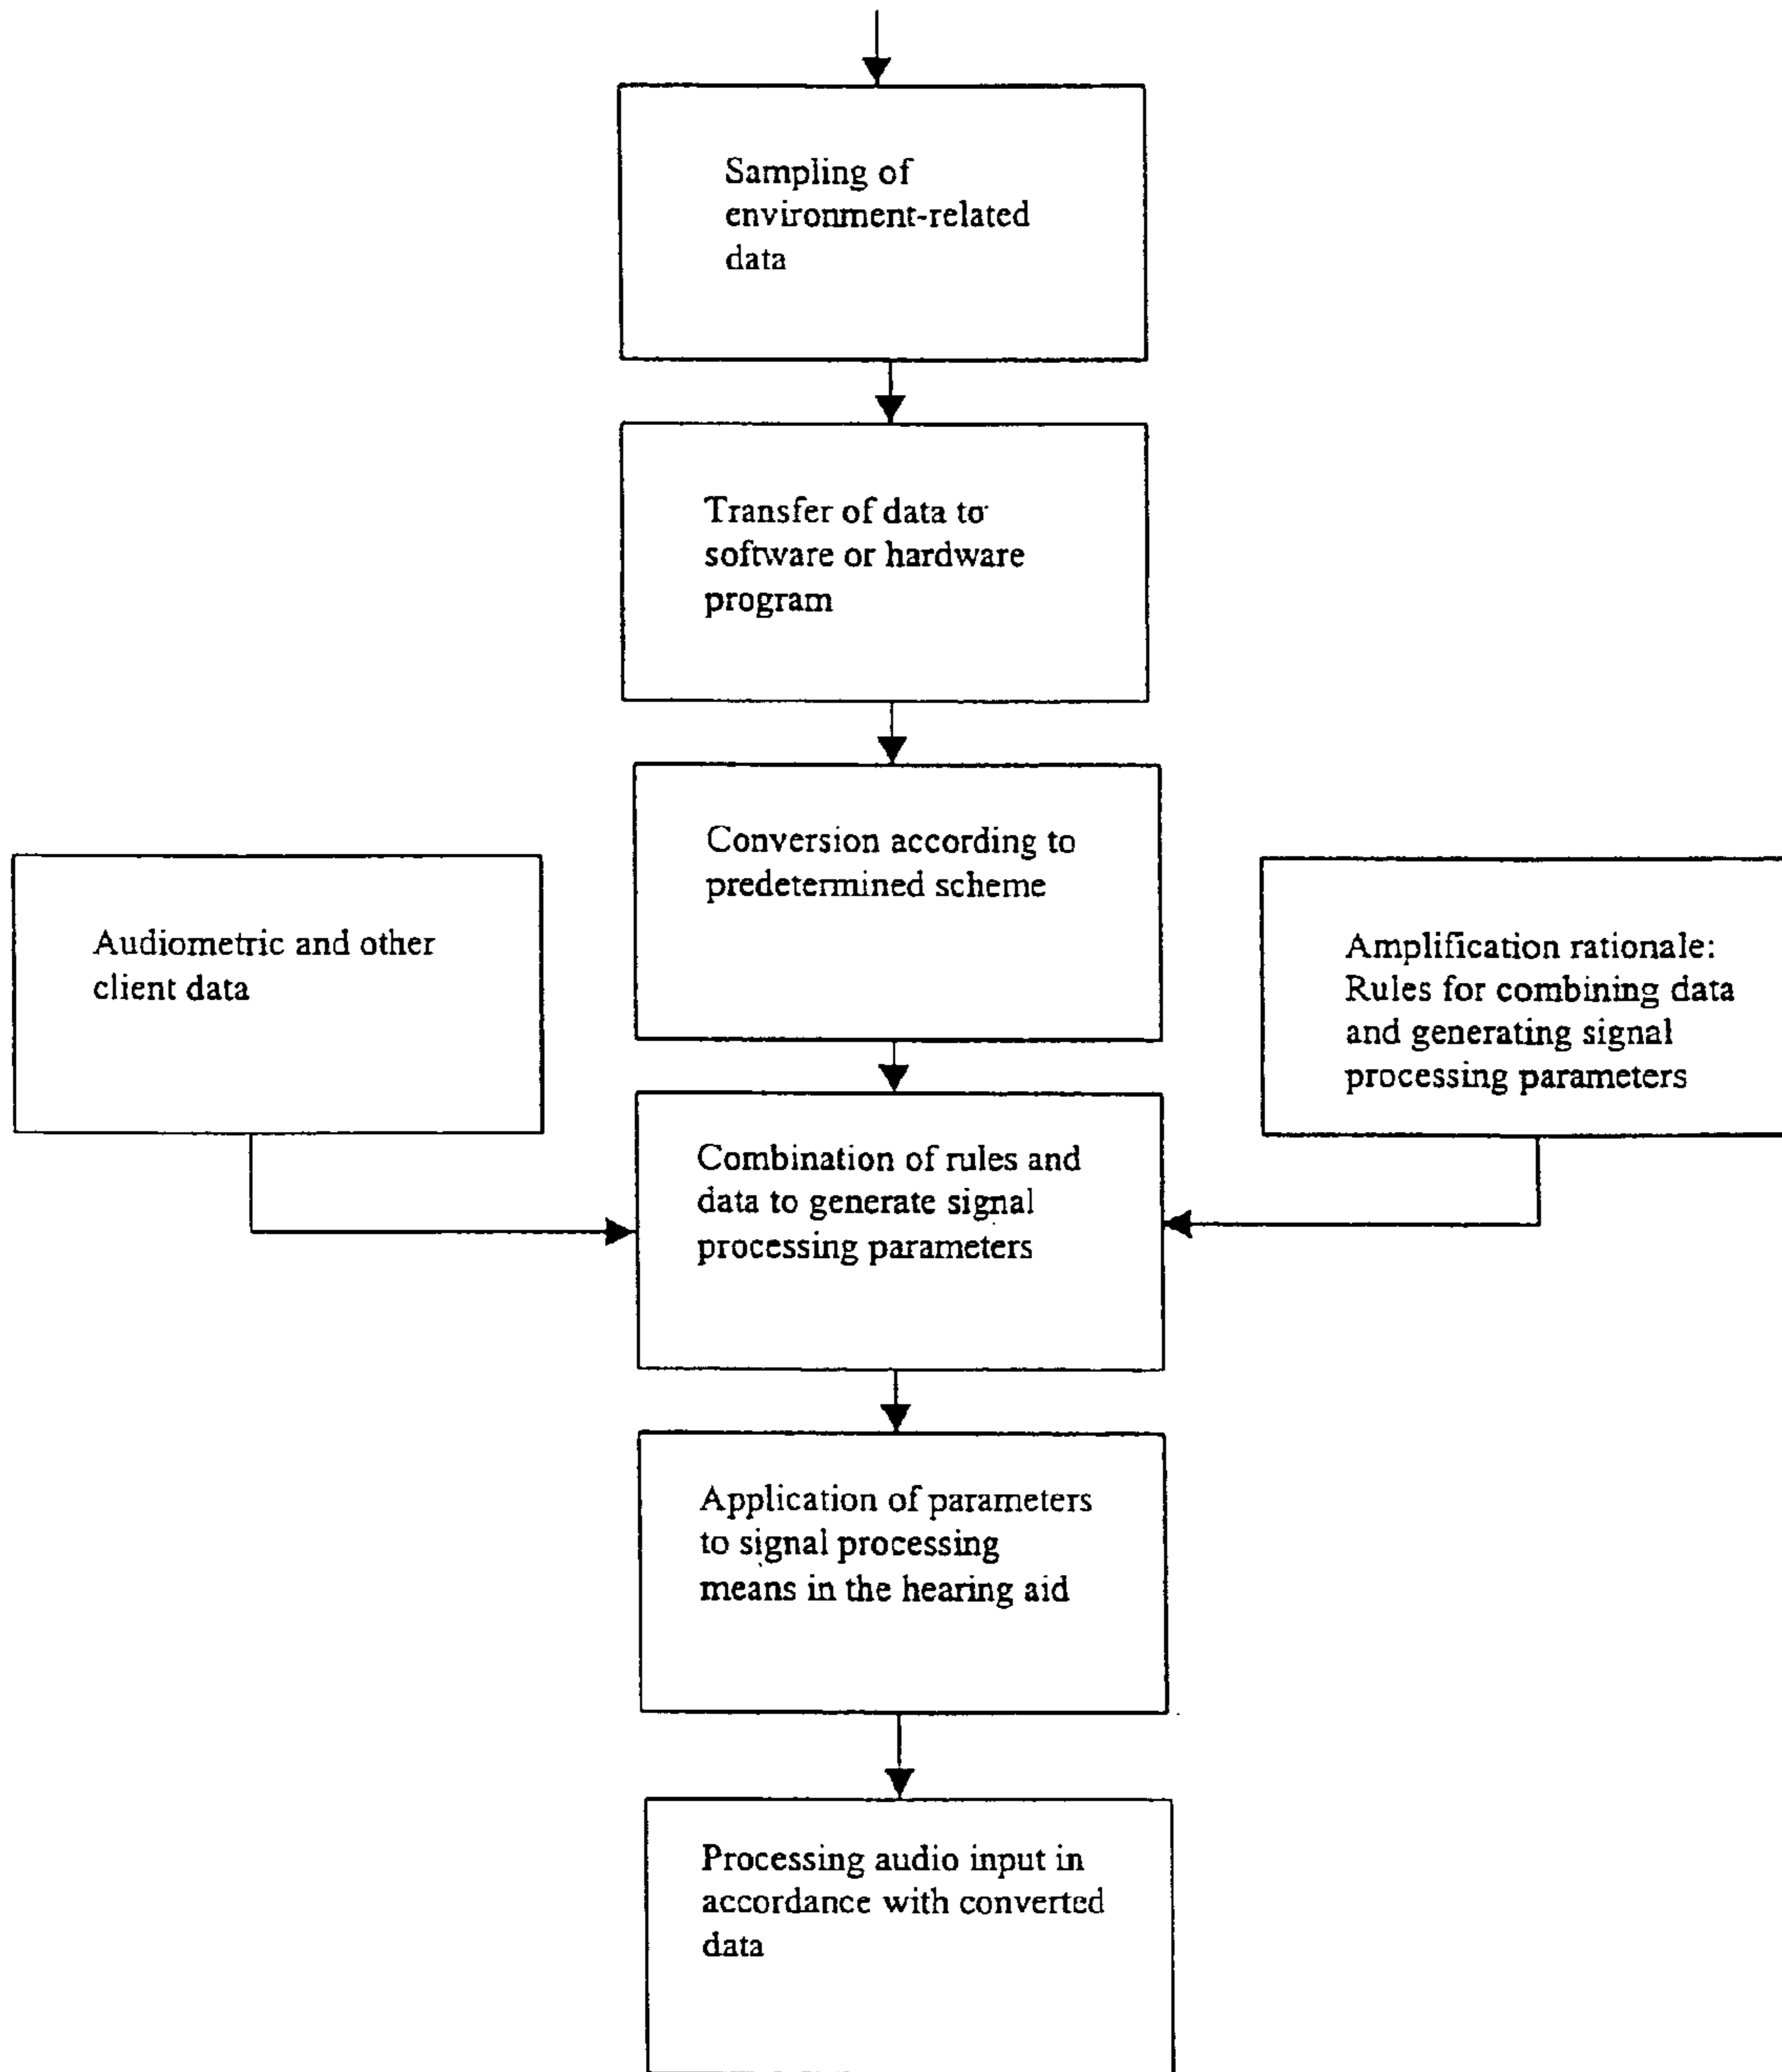 Sampling of
environment-related
data
Transfer of data to
software or hardware
program
Conversion according to
predetermined scheme
Audiometric and other
client data
Amplification rationale:
Rules for combining data
and generating signal
processing parameters
Combination of rules and
data to generate signal
processing parameters
Application of parameters
to signal processing
means in the hearing aid
Processing audio input in
accordance with converted
data